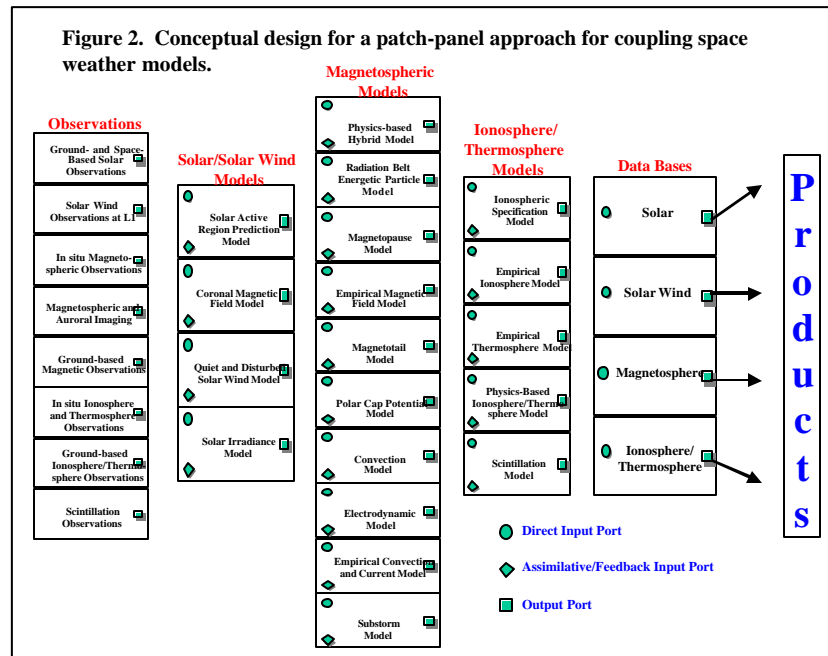 Figure 2. Conceptual design for a patch-panel approach for coupling space
weather models.
Observations
Ground- and Space-
Based Solar
Observations
Solar Wind
Observations at L1
In situ Magneto-
spheric Observations
Magnetospheric and
Auroral Imaging
Ground-based
Magnetic Observations
In situ Ionosphere
and Thermosphere
Observations
Ground-based
Ionosphere/Thermo-
sphere Observations
Scintillation
Observations
Solar/Solar Wind
Models
Solar Active
Region Prediction
Model
Coronal Magnetic
Field Model
Quiet and Disturbed
Solar Wind Model
Solar Irradiance
Model
Magnetospheric
Models
Physics-based
Hybrid Model
Radiation Belt
Energetic Particle
Model
Magnetopause
Model
Empirical Magnetic
Field Model
Magnetotail
Model
Polar Cap Potential
Model
Convection
Model
Electrodynamic
Model
Empirical Convection
and Current Model
Substorm
Model
Ionosphere/
Thermosphere
Models
Ionospheric
Specification
Model
Empirical
Ionosphere Model
Empirical
Thermosphere Model
Physics-Based
Ionosphere/Thermo-
sphere Model
Scintillation
Model
Data Bases
Solar
Solar Wind
Magnetosphere
Ionosphere/
Thermosphere
Products
Direct Input Port
Assimilative/Feedback Input Port
Output Port